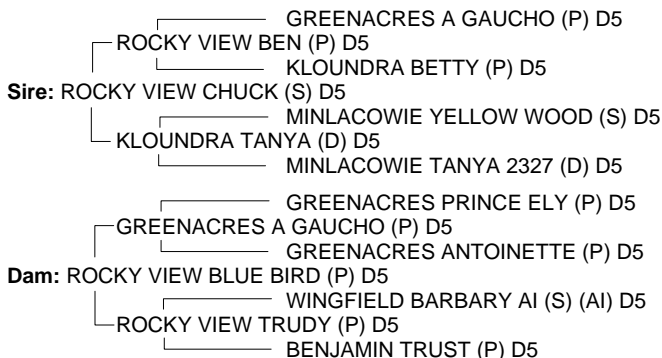 GREENACRES A GAUCHO (P) D5
ROCKY VIEW BEN (P) D5
KLOUNDRA BETTY (P) D5
Sire: ROCKY VIEW CHUCK (S) D5
MINLACOWIE YELLOW WOOD (S) D5
KLOUNDRA TANYA (D) D5
MINLACOWIE TANYA 2327 (D) D5
GREENACRES PRINCE ELY (P) D5
GREENACRES A GAUCHO (P) D5
GREENACRES ANTOINETTE (P) D5
Dam: ROCKY VIEW BLUE BIRD (P) D5
WINGFIELD BARBARY AI (S) (AI) D5
ROCKY VIEW TRUDY (P) D5
BENJAMIN TRUST (P) D5